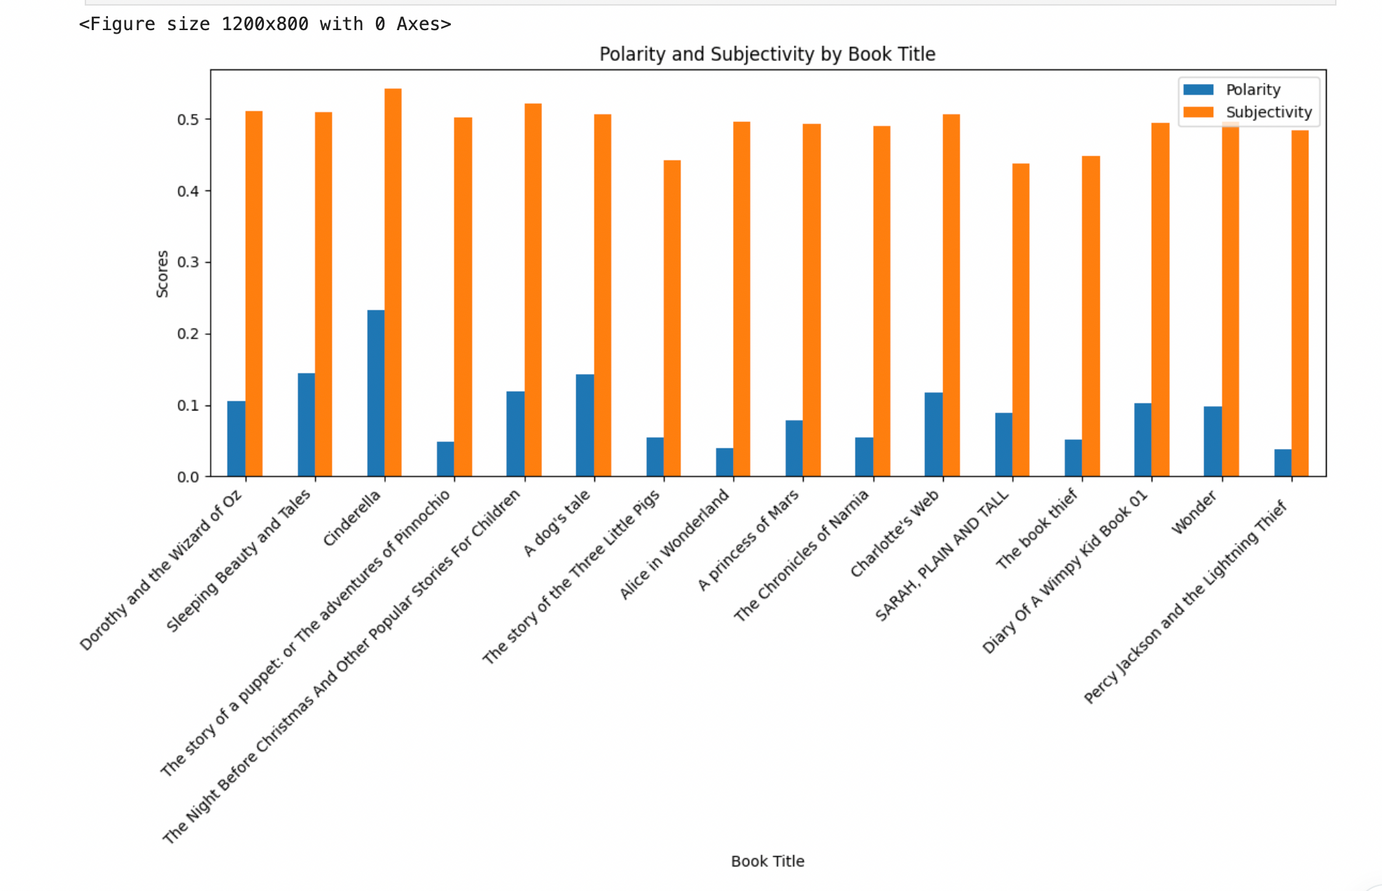 <Figure size 1200x800 with 0 Axes>
Polarity and Subjectivity by Book Title
Polarity
Subjectivity
Scores
0.5
0.4
0.3
0.2
0.1
0.0
Dorothy and the Wizard of Oz
Sleeping Beauty and Tales
Cinderella
The story of a puppet: or The adventures of Pinnochio
The Night Before Christmas And Other Popular Stories For Children
A dog's tale
The story of the Three Little Pigs
Alice in Wonderland
A princess of Mars
The Chronicles of Narnia
Charlotte's Web
SARAH, PLAIN AND TALL
The book thief
Diary Of A Wimpy Kid Book 01
Wonder
Percy Jackson and the Lightning Thief
Book Title